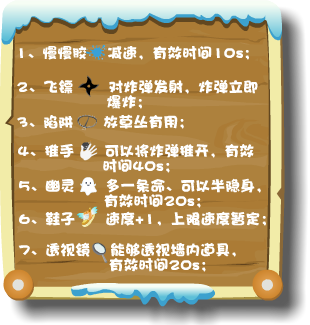 1、慢慢胶 减速，有效时间10s；
2、飞镖 对炸弹发射，炸弹立即
爆炸；
3、陷阱 放草丛有用；
4、推手 可以将炸弹推开，有效
时间40s；
5、幽灵 多一条命、可以半隐身，
有效时间20s；
6、鞋子 速度+1，上限速度暂定；
7、透视镜 能够透视墙内道具，
有效时间20s；